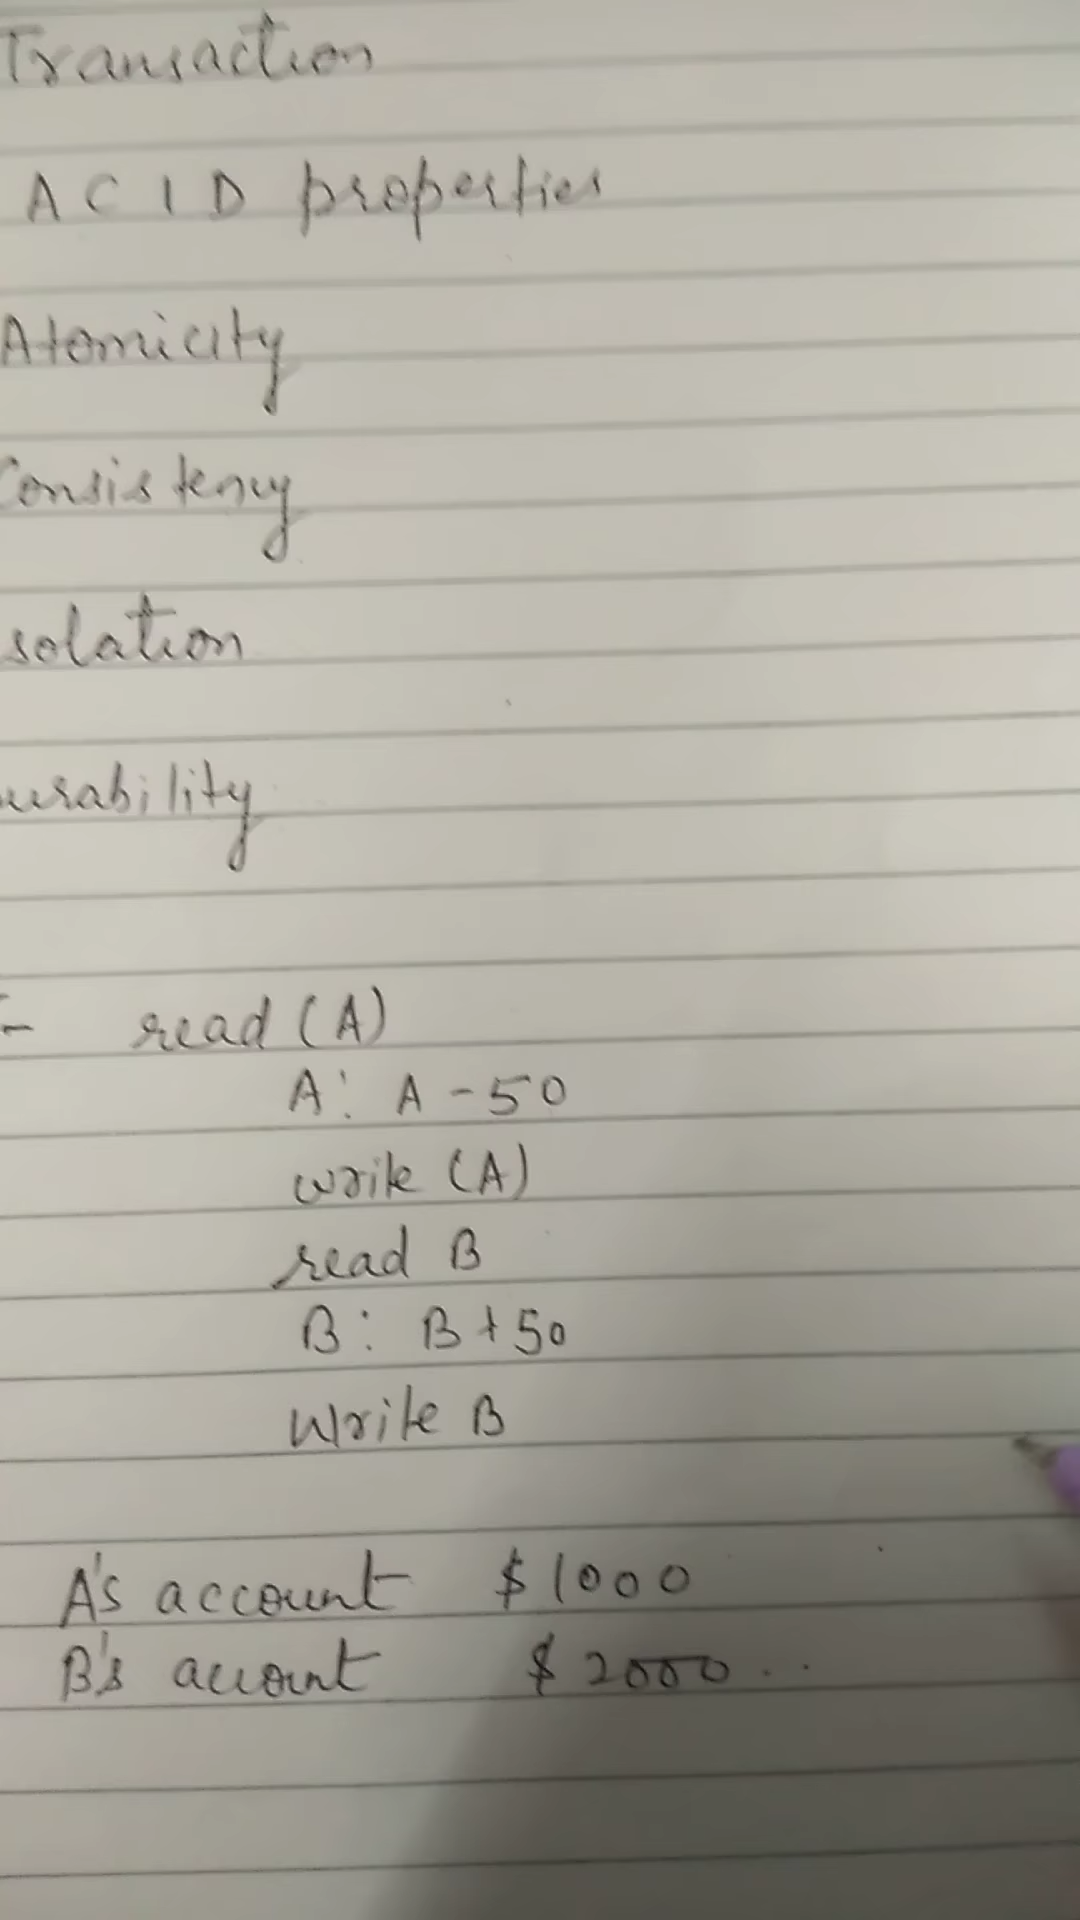 Transaction
ACID properties
Atomicity
Consistency
solation
urability
- read (A)
A: A - 50
write (A)
read B
B: B + 50
Write B
A's account $ 1000
B's account $ 2000 ..